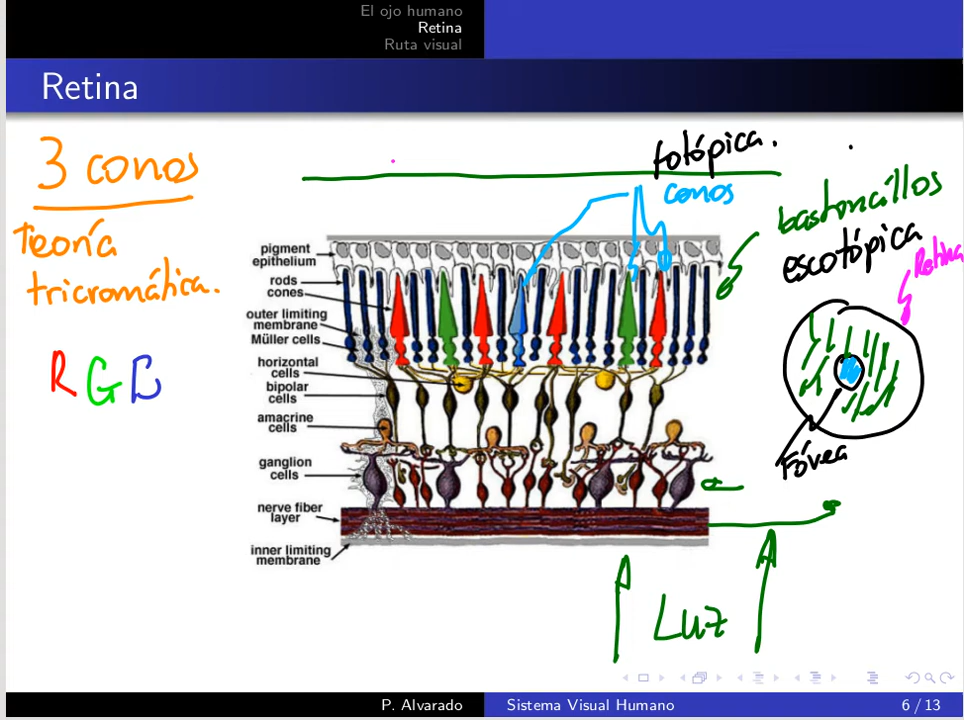 El ojo humano
Retina
Ruta visual
Retina
3 conos
Teoría
tricromática.
R G B
fotópica.
conos
bastoncillos
escotópica
Retina
Fóvea
pigment
epithelium
rods
cones
outer limiting
membrane
Müller cells
horizontal
cells
bipolar
cells
amacrine
cells
ganglion
cells
nerve fiber
layer
inner limiting
membrane
Luz
P. Alvarado
Sistema Visual Humano
6 / 13